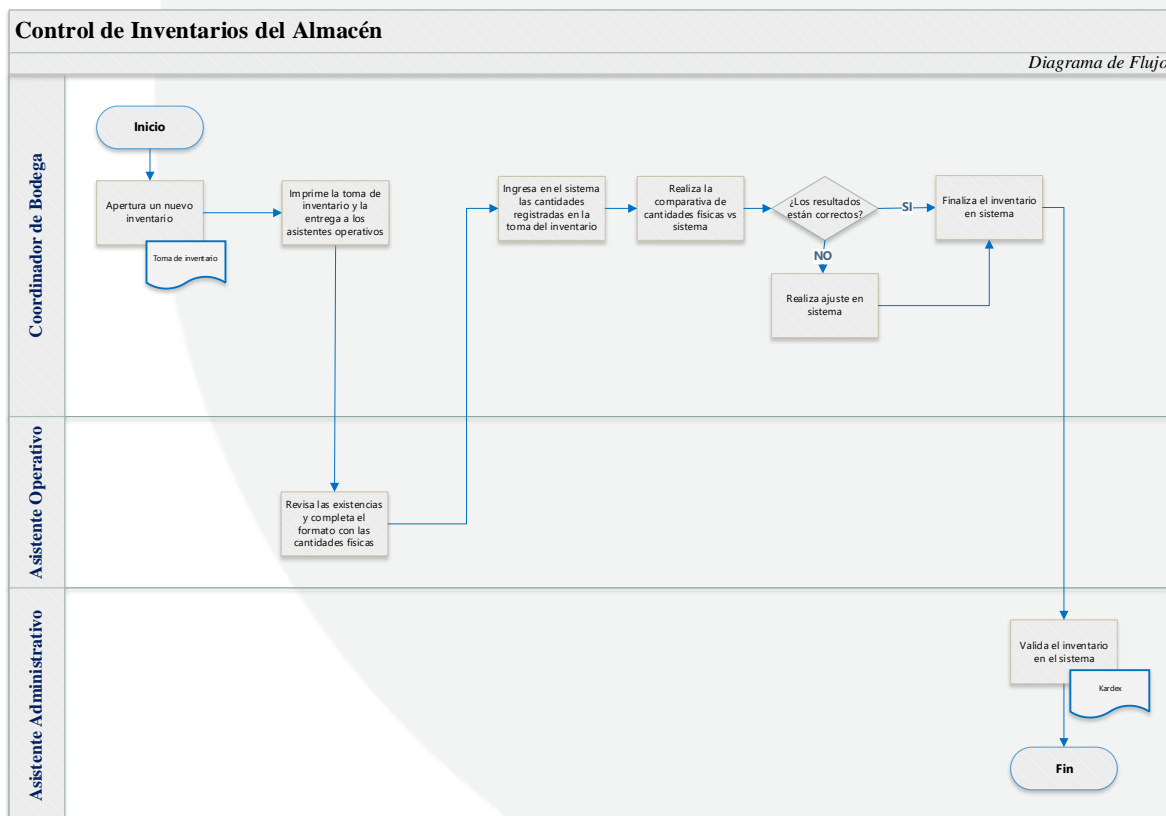 Control de Inventarios del Almacén
Diagrama de Flujo
Coordinador de Bodega
Inicio
Apertura un nuevo
inventario
Toma de inventario
Imprime la toma de
inventario y la
entrega a los
asistentes operativos
Ingresa en el sistema
las cantidades
registradas en la
toma del inventario
Realiza la
comparativa de
cantidades físicas vs
sistema
¿Los resultados
están correctos?
SI
NO
Finaliza el inventario
en sistema
Realiza ajuste en
sistema
Asistente Operativo
Revisa las existencias
y completa el
formato con las
cantidades físicas
Asistente Administrativo
Valida el inventario
en el sistema
Kardex
Fin